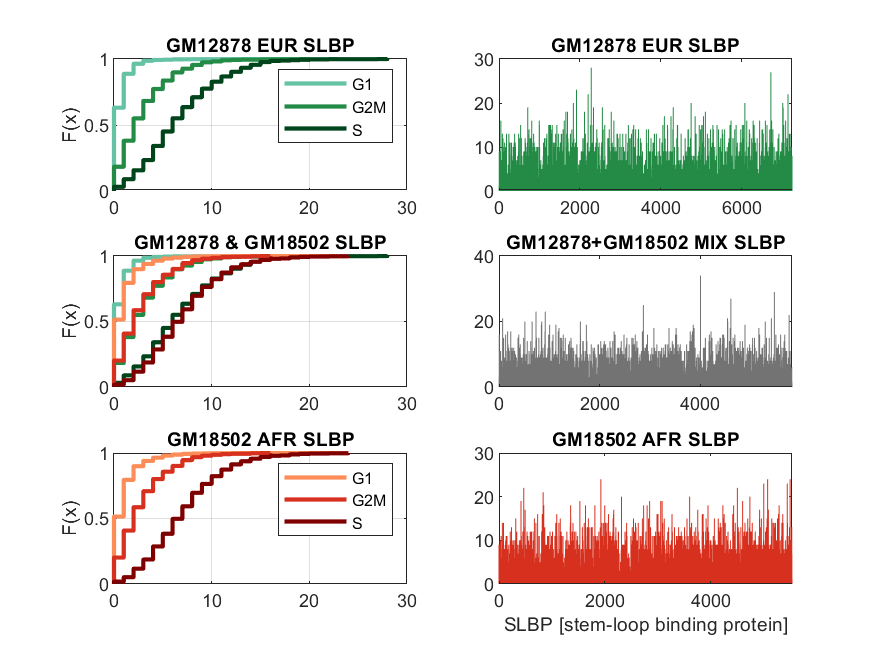 GM12878 EUR SLBP
1
0.5
0
F(x)
0 10 20 30
G1
G2M
S
GM12878 EUR SLBP
30
20
10
0
0 2000 4000 6000
GM12878 & GM18502 SLBP
1
0.5
0
F(x)
0 10 20 30
GM12878+GM18502 MIX SLBP
40
20
0
0 2000 4000
GM18502 AFR SLBP
1
0.5
0
F(x)
0 10 20 30
G1
G2M
S
GM18502 AFR SLBP
30
20
10
0
0 2000 4000
SLBP [stem-loop binding protein]